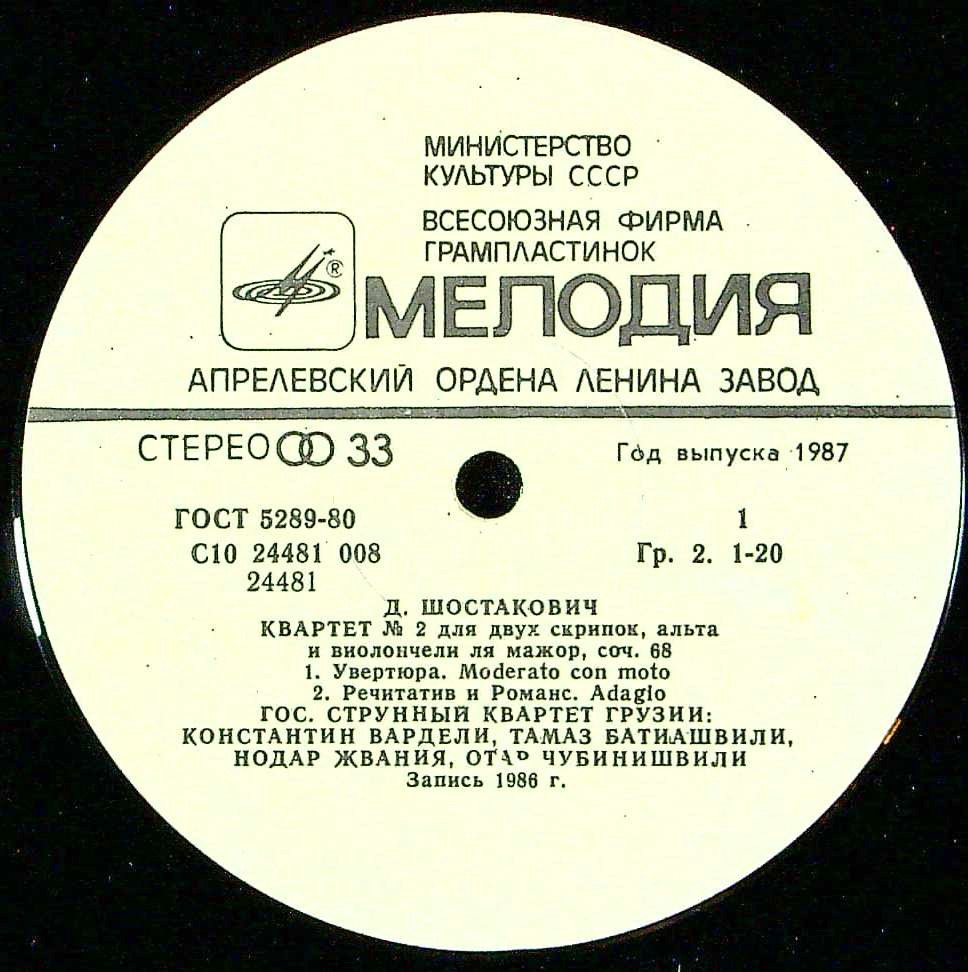 МИНИСТЕРСТВО
КУЛЬТУРЫ СССР
ВСЕСОЮЗНАЯ ФИРМА
ГРАМПЛАСТИНОК
®
МЕЛОДИЯ
АПРЕЛЕВСКИЙ ОРДЕНА ЛЕНИНА ЗАВОД
СТЕРЕО 33 Год выпуска 1987
ГОСТ 5289-80 1
С10 24481 008 Гр. 2. 1-20
24481
Д. ШОСТАКОВИЧ
КВАРТЕТ № 2 для двух скрипок, альта
и виолончели ля мажор, соч. 68
1. Увертюра. Moderato con moto
2. Речитатив и Романс. Adagio
ГОС. СТРУННЫЙ КВАРТЕТ ГРУЗИИ:
КОНСТАНТИН ВАРДЕЛИ, ТАМАЗ БАТИАШВИЛИ,
НОДАР ЖВАНИЯ, ОТАР ЧУБИНИШВИЛИ
Запись 1986 г.